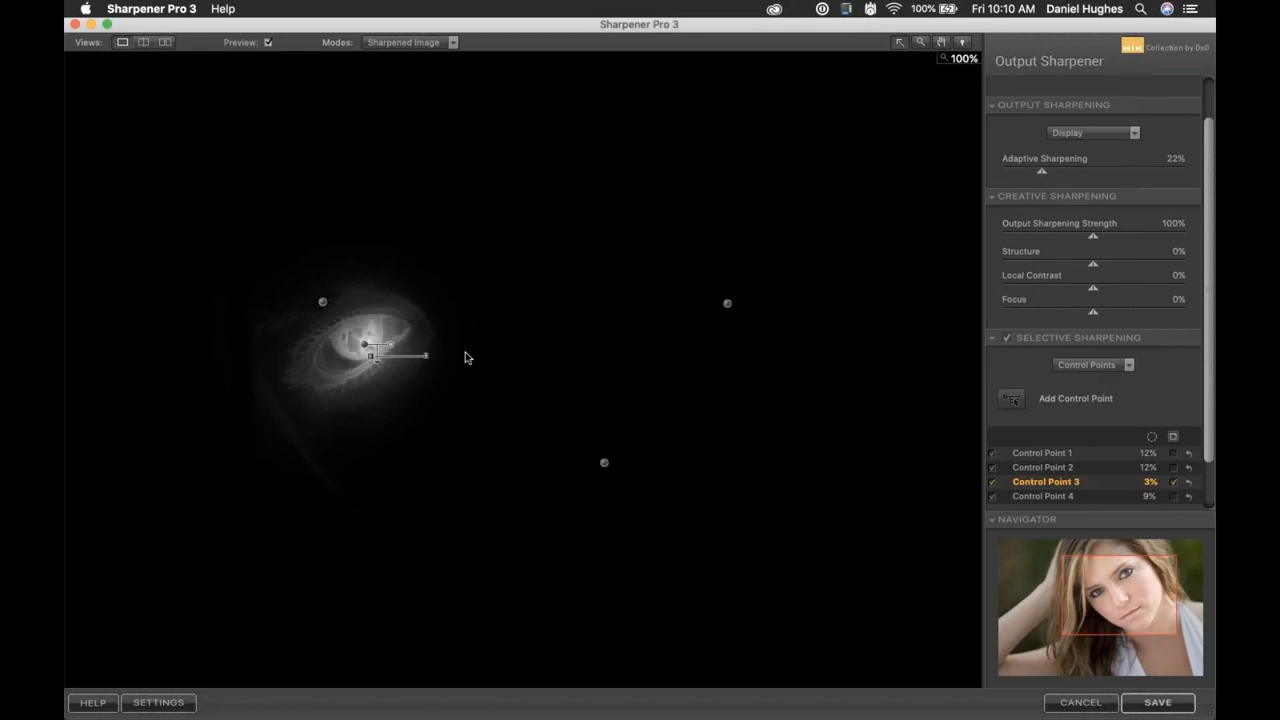 Sharpener Pro 3 Help 100% Fri 10:10 AM Daniel Hughes
Sharpener Pro 3
Views: Preview: Modes: Sharpened Image
Nik Collection by DxO
Output Sharpener
100%
OUTPUT SHARPENING
Display
Adaptive Sharpening 22%
CREATIVE SHARPENING
Output Sharpening Strength 100%
Structure 0%
Local Contrast 0%
Focus 0%
SELECTIVE SHARPENING
Control Points
Add Control Point
Control Point 1 12%
Control Point 2 12%
Control Point 3 3%
Control Point 4 9%
NAVIGATOR
HELP SETTINGS CANCEL SAVE